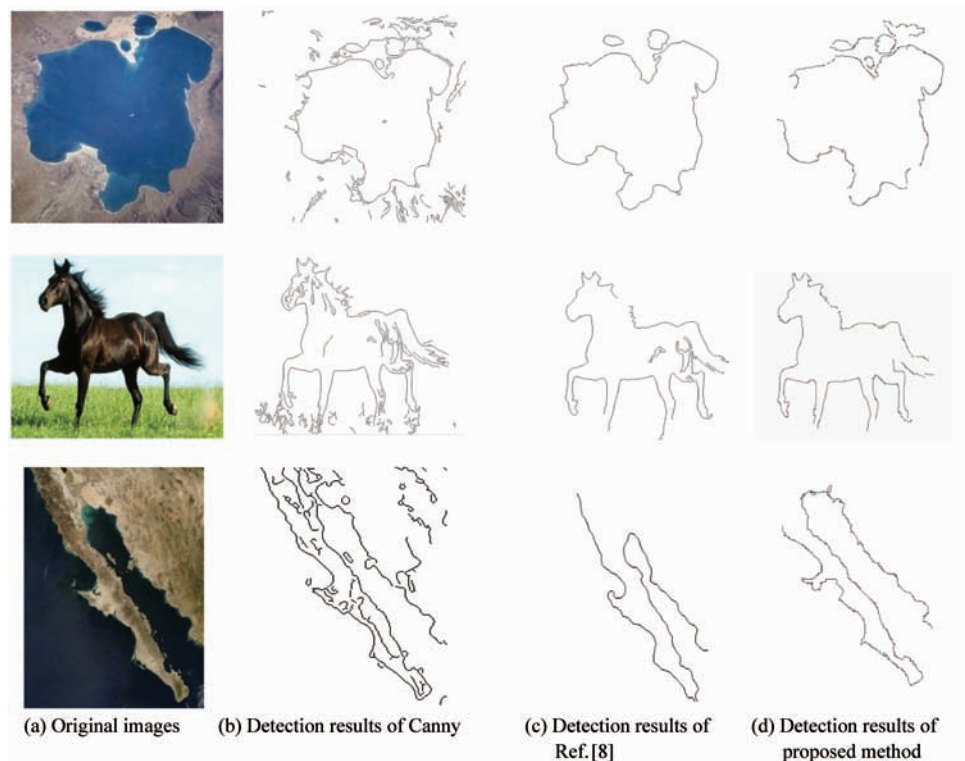 (a) Original images
(b) Detection results of Canny
(c) Detection results of
Ref.[8]
(d) Detection results of
proposed method